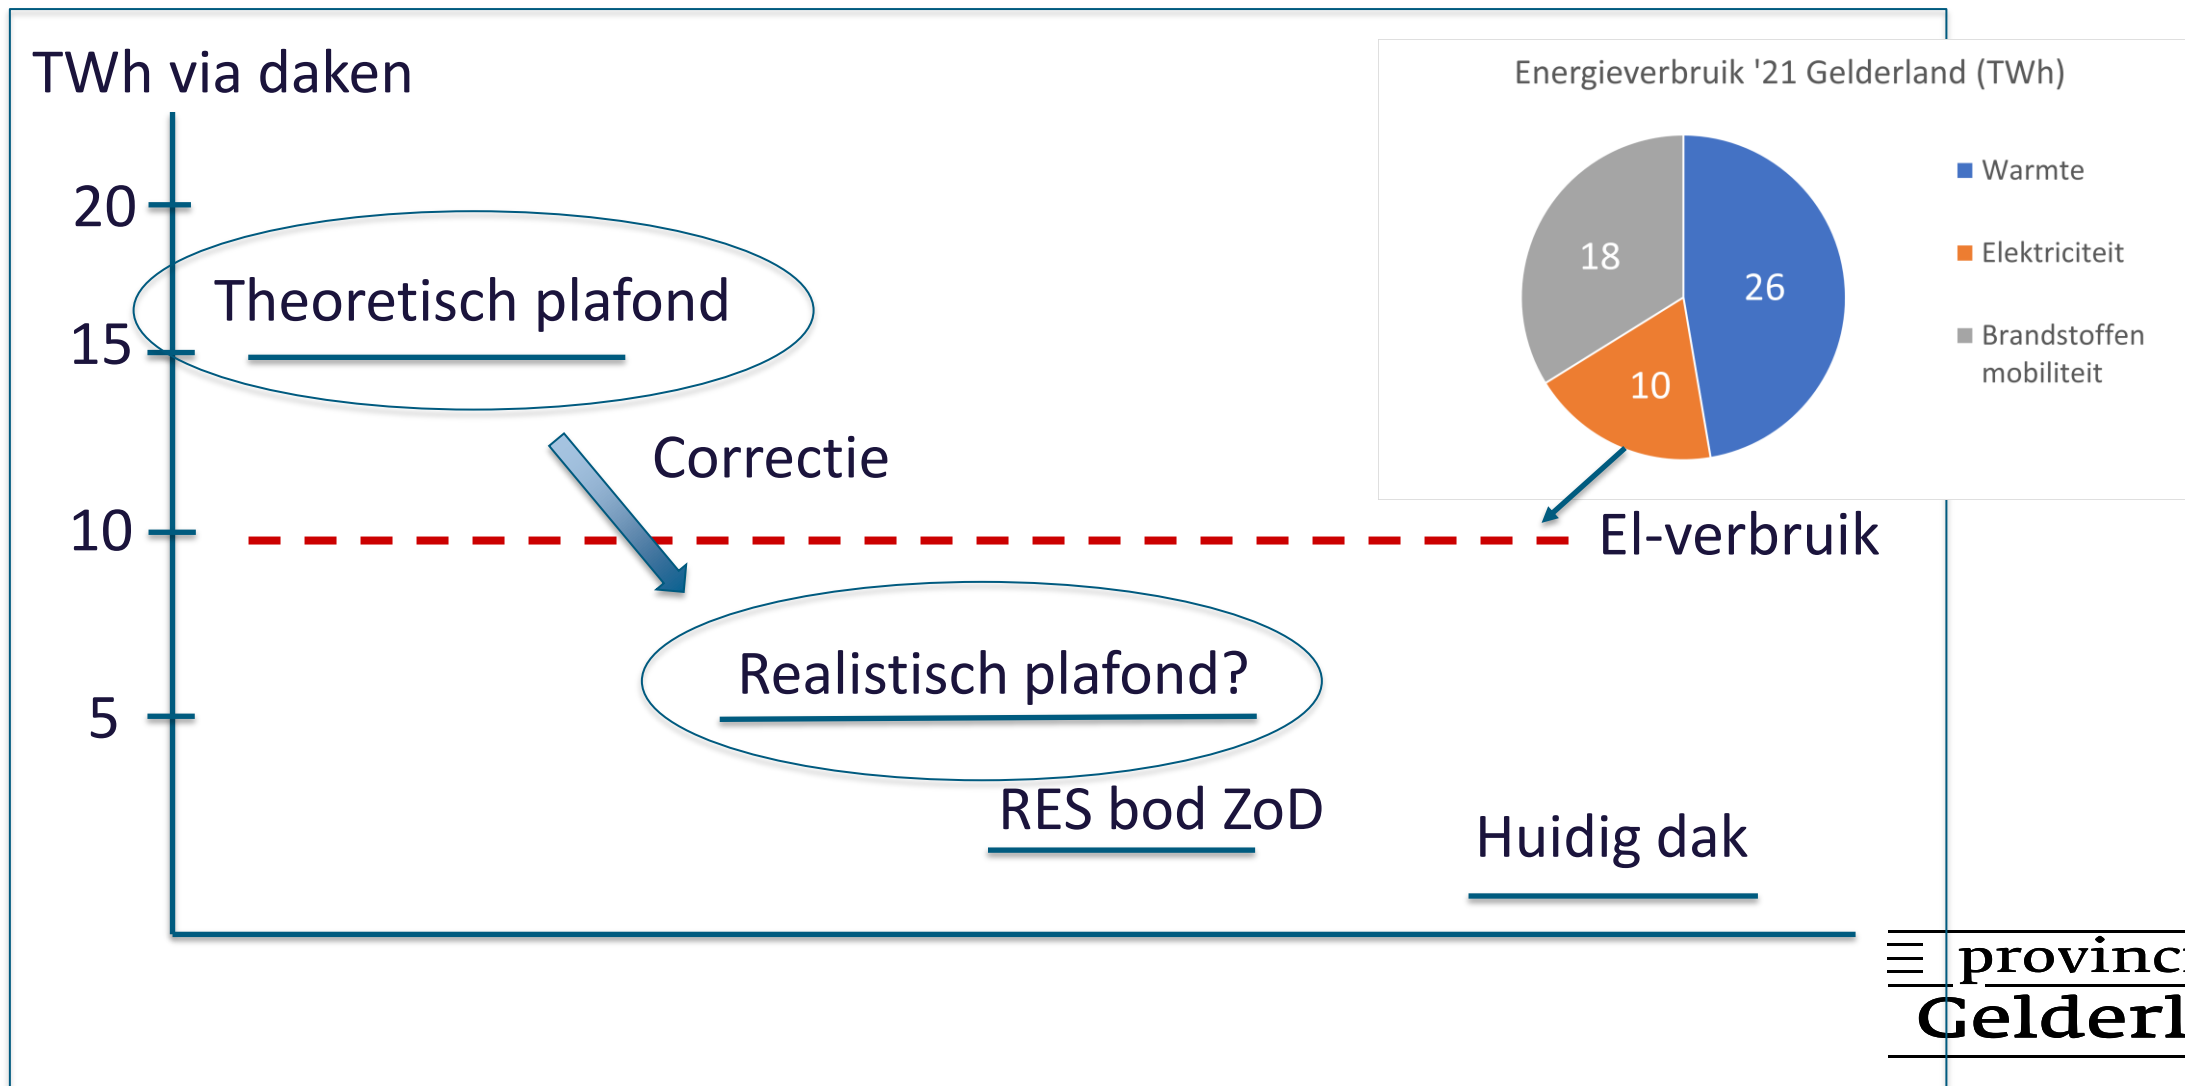 TWh via daken
20
15
10
5
Theoretisch plafond
Correctie
El-verbruik
Realistisch plafond?
RES bod ZoD
Huidig dak
Energieverbruik '21 Gelderland (TWh)
18
26
10
Warmte
Elektriciteit
Brandstoffen
mobiliteit
provinc
Gelderl